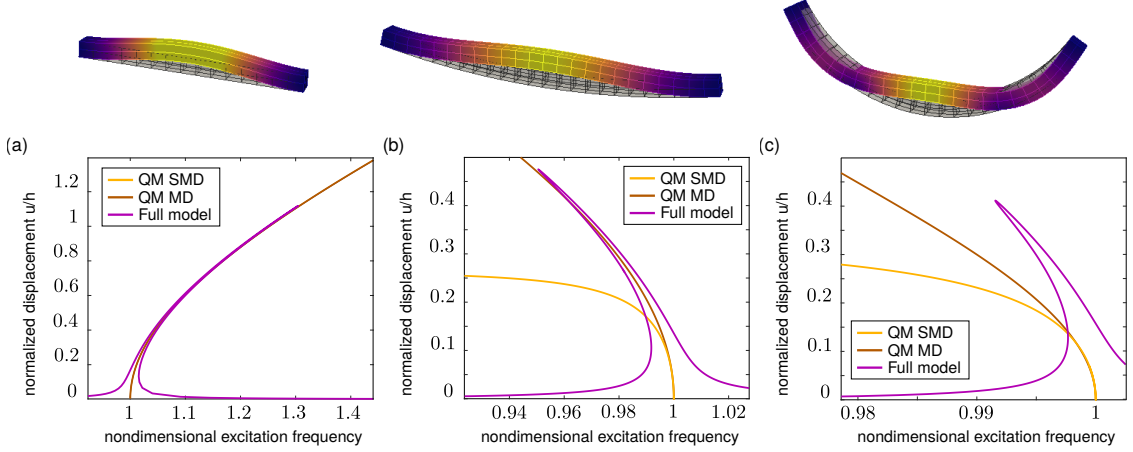 (a)
normalized displacement u/h
1.2
1
0.8
0.6
0.4
0.2
0
QM SMD
QM MD
Full model
1
1.1
1.2
1.3
1.4
nondimensional excitation frequency
(b)
normalized displacement u/h
0.4
0.3
0.2
0.1
0
QM SMD
QM MD
Full model
0.94
0.96
0.98
1
1.02
nondimensional excitation frequency
(c)
normalized displacement u/h
0.4
0.3
0.2
0.1
0
QM SMD
QM MD
Full model
0.98
0.99
1
nondimensional excitation frequency